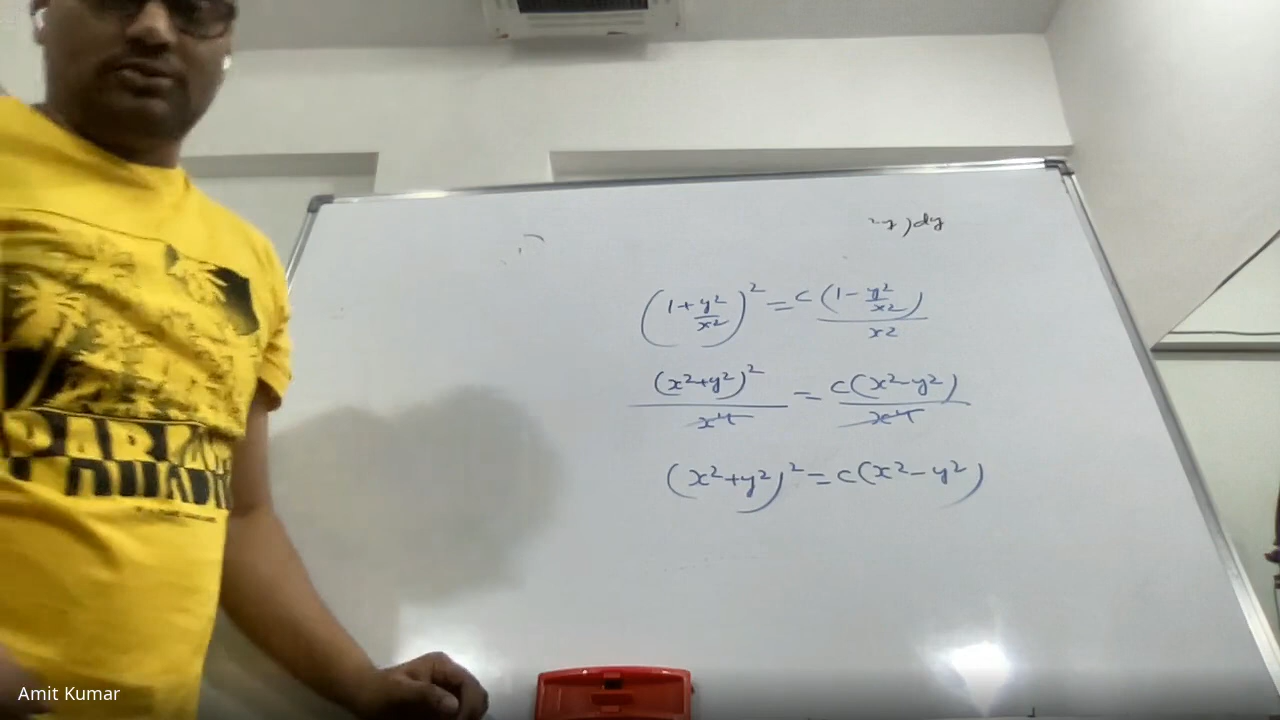 )dy
(1+y²/x²)² = c(1-y²/x²)/x²
(x²+y²)²/x⁴ = c(x²-y²)/x⁴
(x²+y²)² = c(x²-y²)
Amit Kumar